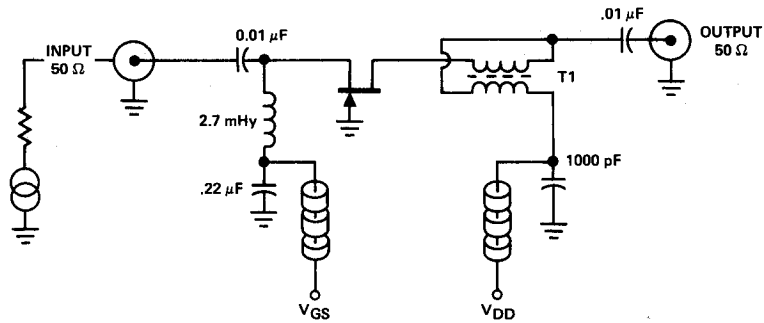 INPUT
50 Ω
0.01 μF
.01 μF
OUTPUT
50 Ω
T1
2.7 mHy
.22 μF
1000 pF
VGS
VDD